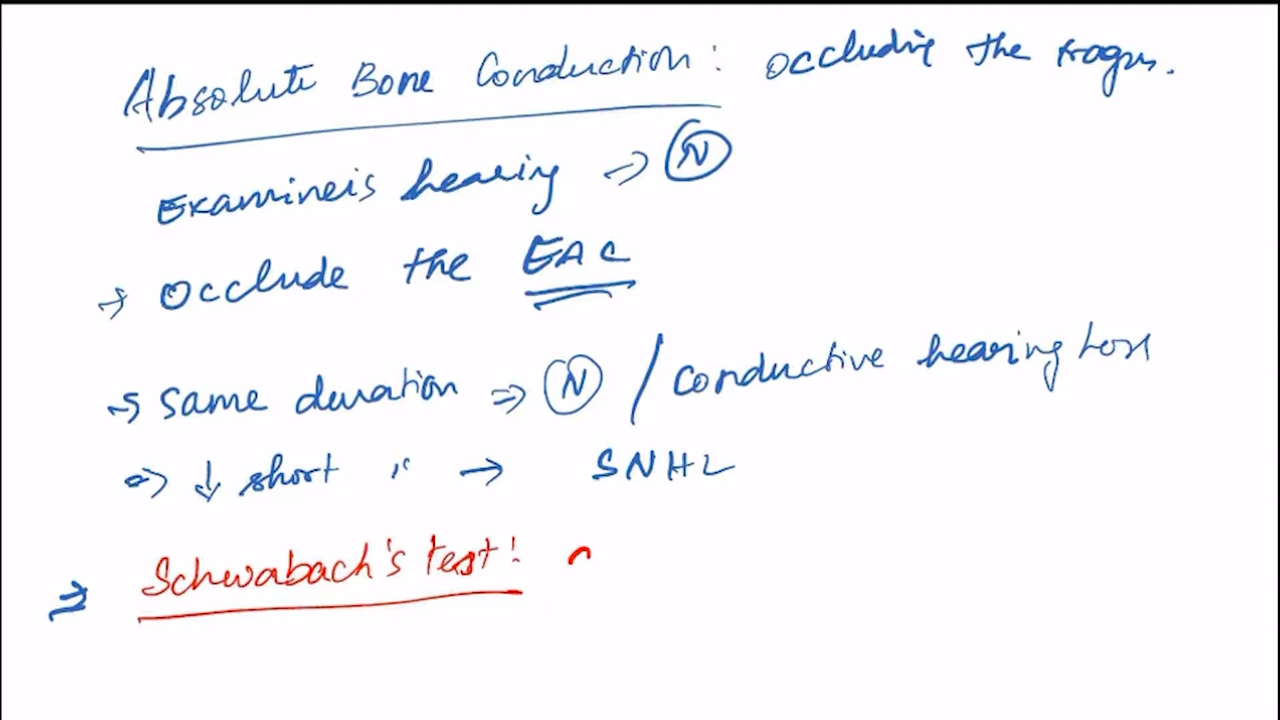 Absolute Bone Conduction: occluding the tragus.
Examineis hearing ⇒ Ⓝ
→ Occlude the EAC
→ same duration ⇒ Ⓝ / conductive hearing loss
⇒ ↓ short " → SNHL
⇒ Schwabach's test: